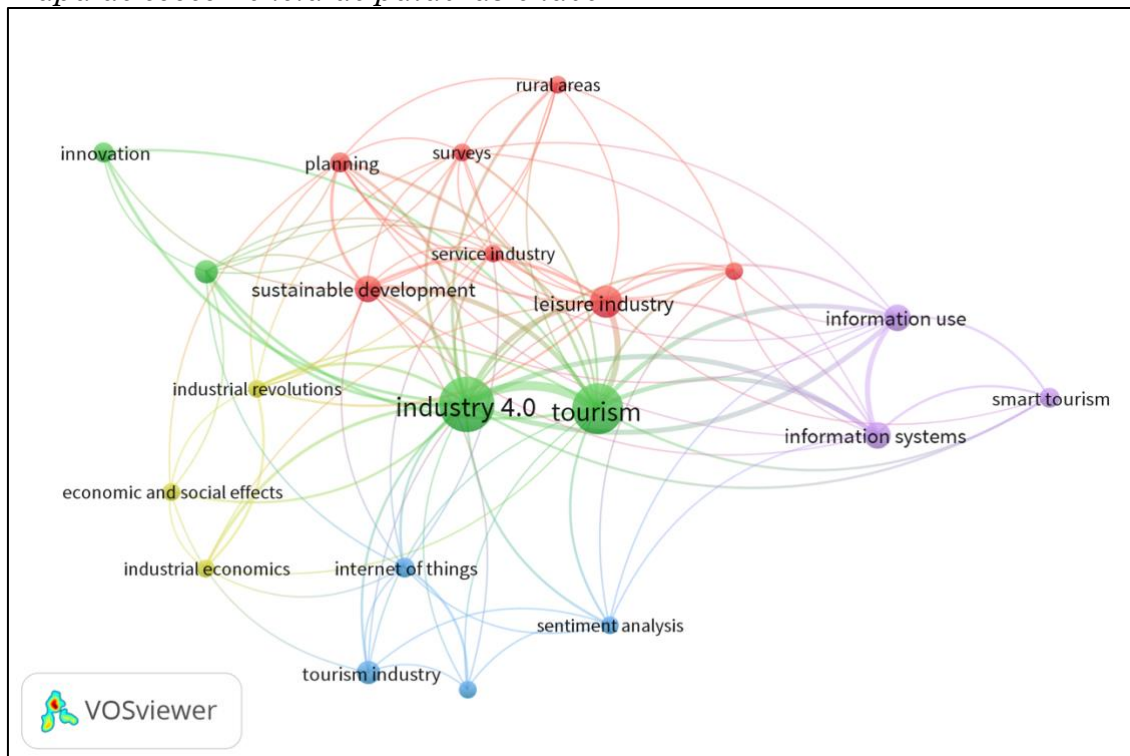 rural areas
innovation
surveys
planning
service industry
sustainable development
leisure industry
information use
industrial revolutions
smart tourism
industry 4.0
tourism
information systems
economic and social effects
industrial economics
internet of things
sentiment analysis
tourism industry
VOSviewer